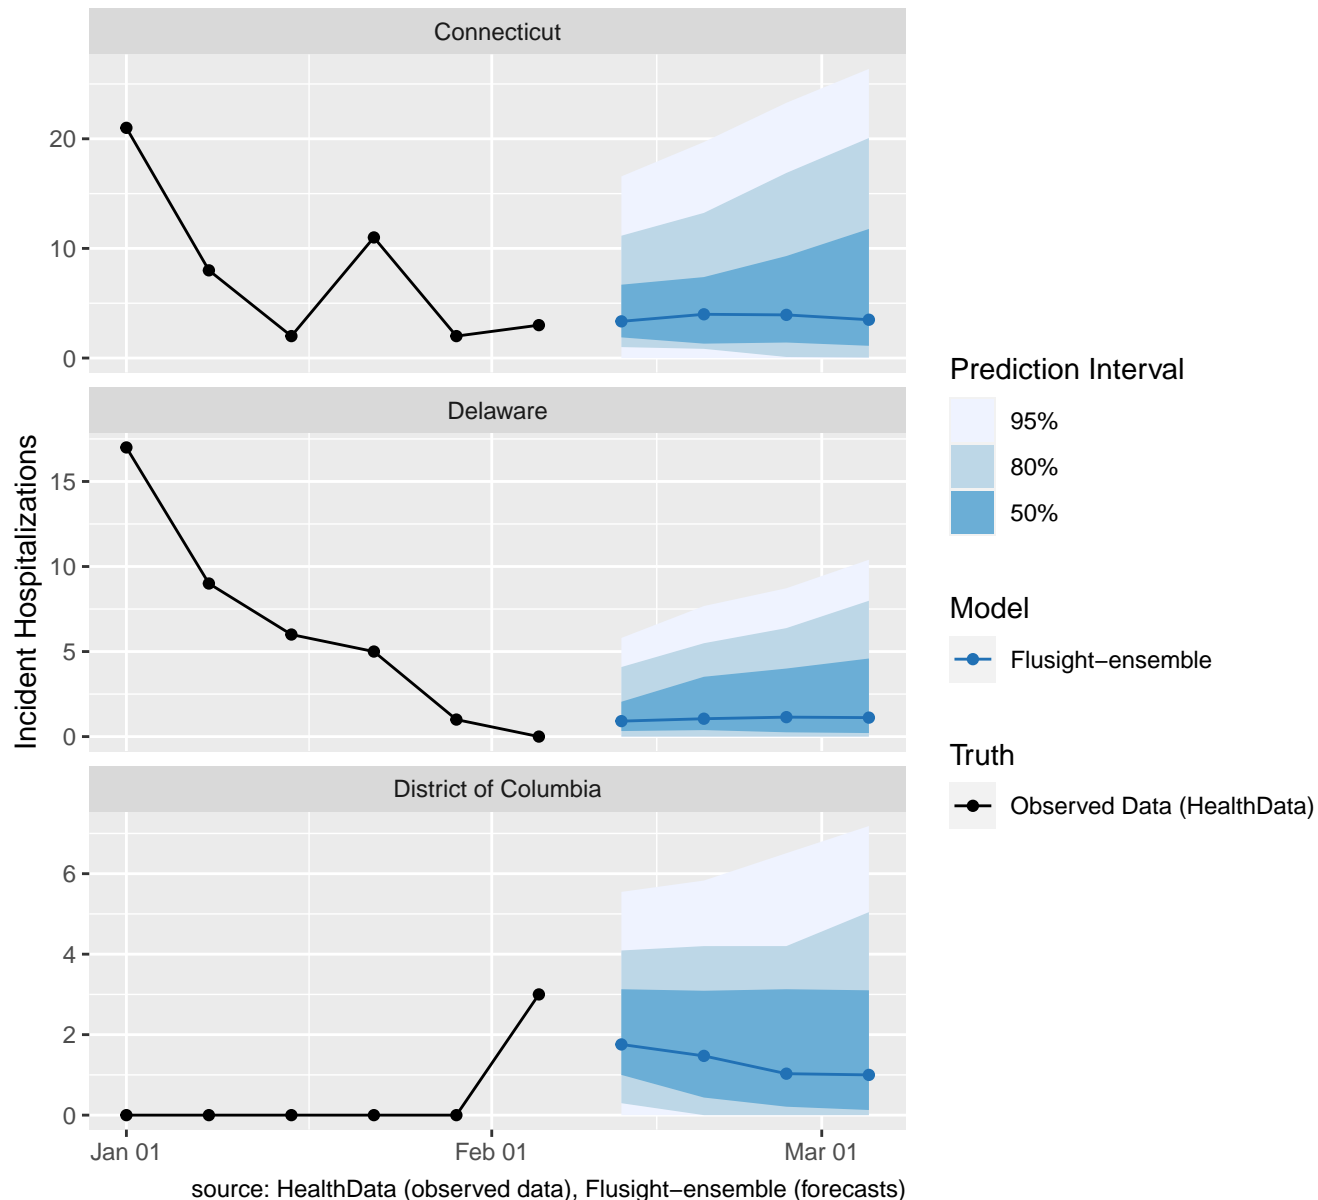 Connecticut
20
10
0
Delaware
15
10
5
0
District of Columbia
6
4
2
0
Jan 01
Feb 01
Mar 01
Incident Hospitalizations
source: HealthData (observed data), Flusight−ensemble (forecasts)
Prediction Interval
95%
80%
50%
Model
Flusight−ensemble
Truth
Observed Data (HealthData)